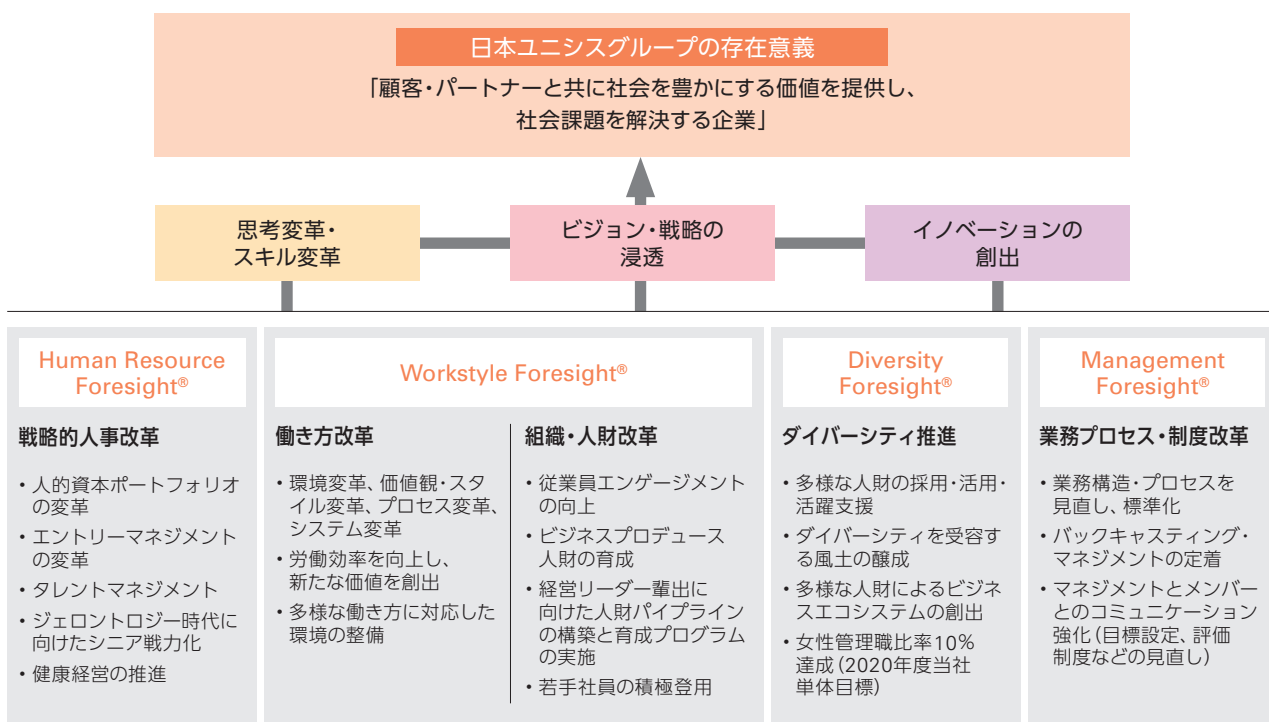 日本ユニシスグループの存在意義
「顧客・パートナーと共に社会を豊かにする価値を提供し、
社会課題を解決する企業」
思考変革・
スキル変革
ビジョン・戦略の
浸透
イノベーションの
創出
Human Resource
Foresight®
戦略的人事改革
・人的資本ポートフォリオ
の変革
・エントリーマネジメント
の変革
・タレントマネジメント
・ジェロントロジー時代に
向けたシニア戦力化
・健康経営の推進
Workstyle Foresight®
働き方改革
・環境変革、価値観・スタ
イル変革、プロセス変革、
システム変革
・労働効率を向上し、
新たな価値を創出
・多様な働き方に対応した
環境の整備
組織・人財改革
・従業員エンゲージメント
の向上
・ビジネスプロデュース
人財の育成
・経営リーダー輩出に
向けた人財パイプライン
の構築と育成プログラム
の実施
・若手社員の積極登用
Diversity
Foresight®
ダイバーシティ推進
・多様な人財の採用・活用・
活躍支援
・ダイバーシティを受容す
る風土の醸成
・多様な人財によるビジネ
スエコシステムの創出
・女性管理職比率10%
達成（2020年度当社
単体目標）
Management
Foresight®
業務プロセス・制度改革
・業務構造・プロセスを
見直し、標準化
・バックキャスティング・
マネジメントの定着
・マネジメントとメンバー
とのコミュニケーション
強化（目標設定、評価
制度などの見直し）